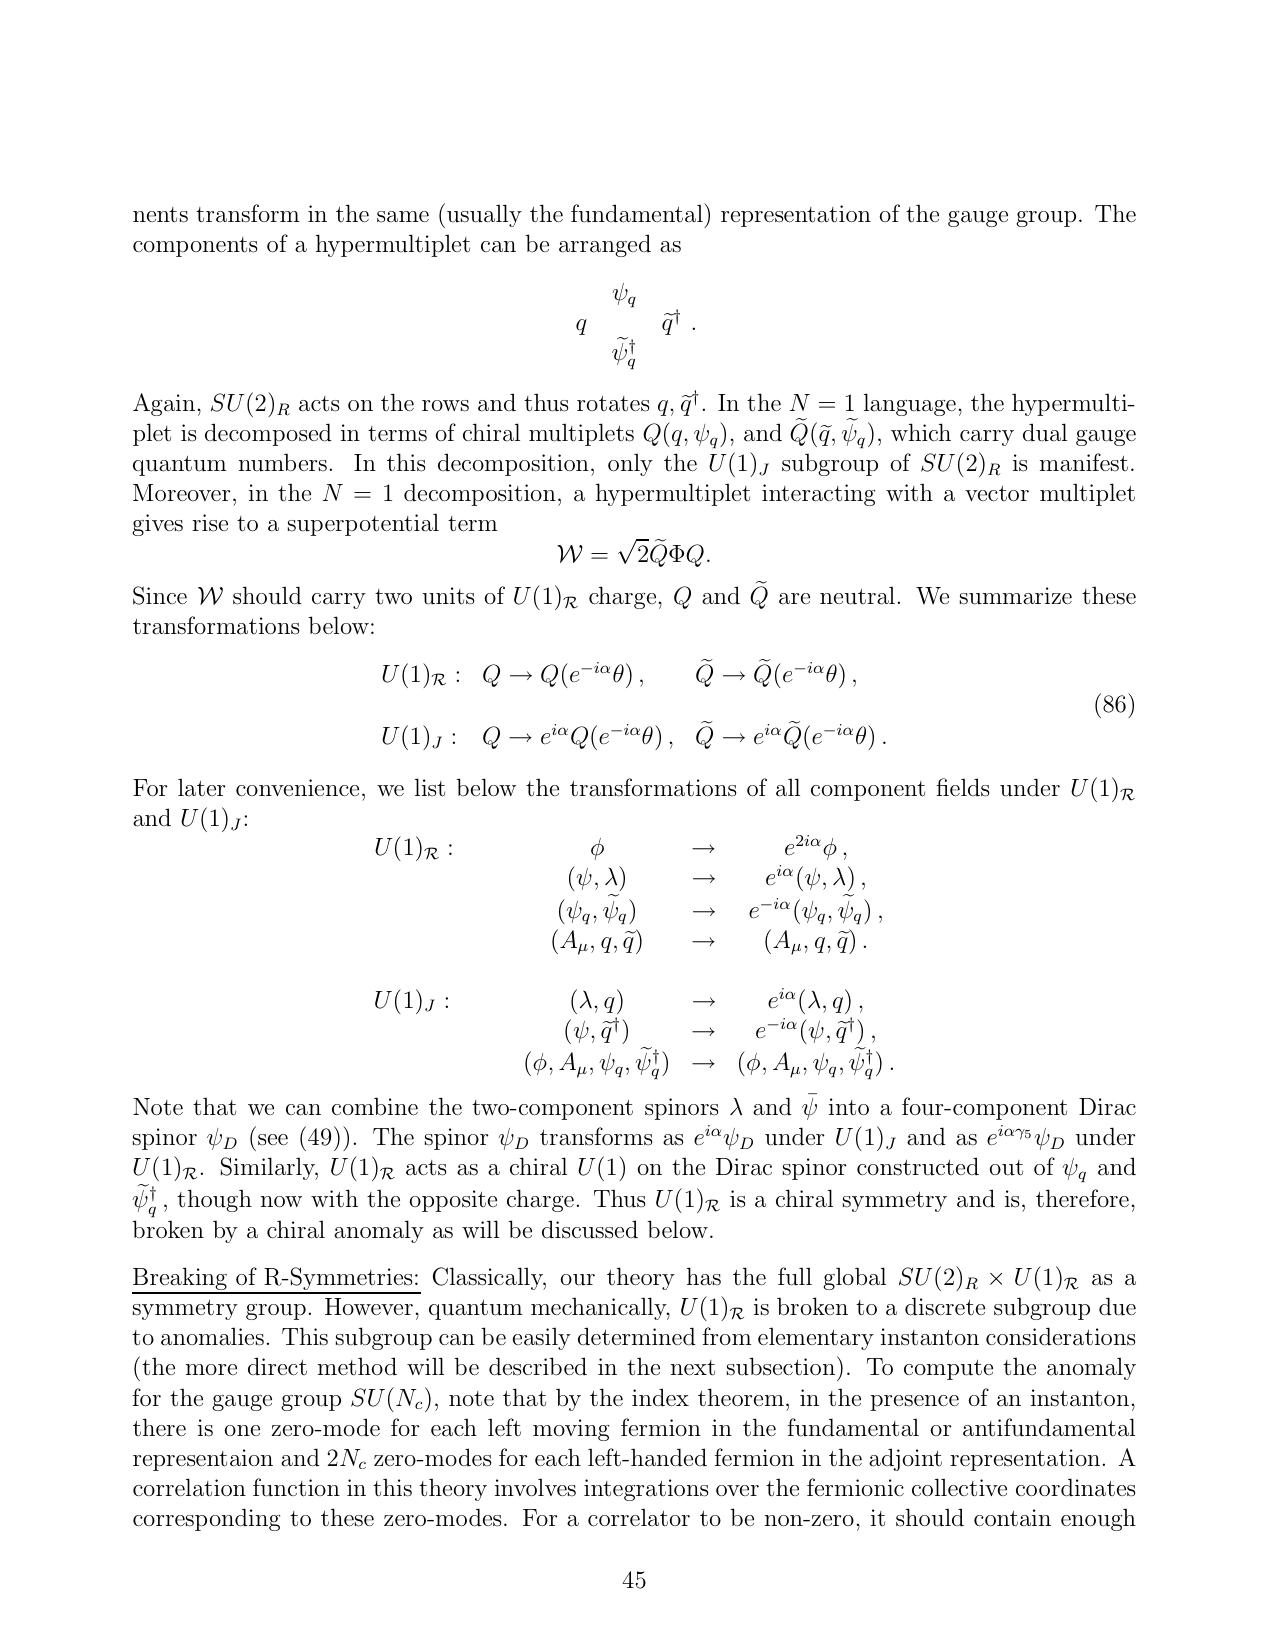 nents transform in the same (usually the fundamental) representation of the gauge group. The
components of a hypermultiplet can be arranged as
ψ_q
q    q̃† .
ψ̃_q†
Again, SU(2)_R acts on the rows and thus rotates q, q̃†. In the N = 1 language, the hypermulti-
plet is decomposed in terms of chiral multiplets Q(q, ψ_q), and Q̃(q̃, ψ̃_q), which carry dual gauge
quantum numbers. In this decomposition, only the U(1)_J subgroup of SU(2)_R is manifest.
Moreover, in the N = 1 decomposition, a hypermultiplet interacting with a vector multiplet
gives rise to a superpotential term
𝒲 = √2Q̃ΦQ.
Since 𝒲 should carry two units of U(1)_ℛ charge, Q and Q̃ are neutral. We summarize these
transformations below:
U(1)_ℛ : Q → Q(e^{−iα}θ) , Q̃ → Q̃(e^{−iα}θ) ,
(86)
U(1)_J : Q → e^{iα}Q(e^{−iα}θ) , Q̃ → e^{iα}Q̃(e^{−iα}θ) .
For later convenience, we list below the transformations of all component fields under U(1)_ℛ
and U(1)_J:
U(1)_ℛ : φ → e^{2iα}φ ,
(ψ, λ) → e^{iα}(ψ, λ) ,
(ψ_q, ψ̃_q) → e^{−iα}(ψ_q, ψ̃_q) ,
(A_μ, q, q̃) → (A_μ, q, q̃) .
U(1)_J : (λ, q) → e^{iα}(λ, q) ,
(ψ, q̃†) → e^{−iα}(ψ, q̃†) ,
(φ, A_μ, ψ_q, ψ̃_q†) → (φ, A_μ, ψ_q, ψ̃_q†) .
Note that we can combine the two-component spinors λ and ψ̄ into a four-component Dirac
spinor ψ_D (see (49)). The spinor ψ_D transforms as e^{iα}ψ_D under U(1)_J and as e^{iαγ_5}ψ_D under
U(1)_ℛ. Similarly, U(1)_ℛ acts as a chiral U(1) on the Dirac spinor constructed out of ψ_q and
ψ̃_q† , though now with the opposite charge. Thus U(1)_ℛ is a chiral symmetry and is, therefore,
broken by a chiral anomaly as will be discussed below.
Breaking of R-Symmetries: Classically, our theory has the full global SU(2)_R × U(1)_ℛ as a
symmetry group. However, quantum mechanically, U(1)_ℛ is broken to a discrete subgroup due
to anomalies. This subgroup can be easily determined from elementary instanton considerations
(the more direct method will be described in the next subsection). To compute the anomaly
for the gauge group SU(N_c), note that by the index theorem, in the presence of an instanton,
there is one zero-mode for each left moving fermion in the fundamental or antifundamental
representaion and 2N_c zero-modes for each left-handed fermion in the adjoint representation. A
correlation function in this theory involves integrations over the fermionic collective coordinates
corresponding to these zero-modes. For a correlator to be non-zero, it should contain enough
45